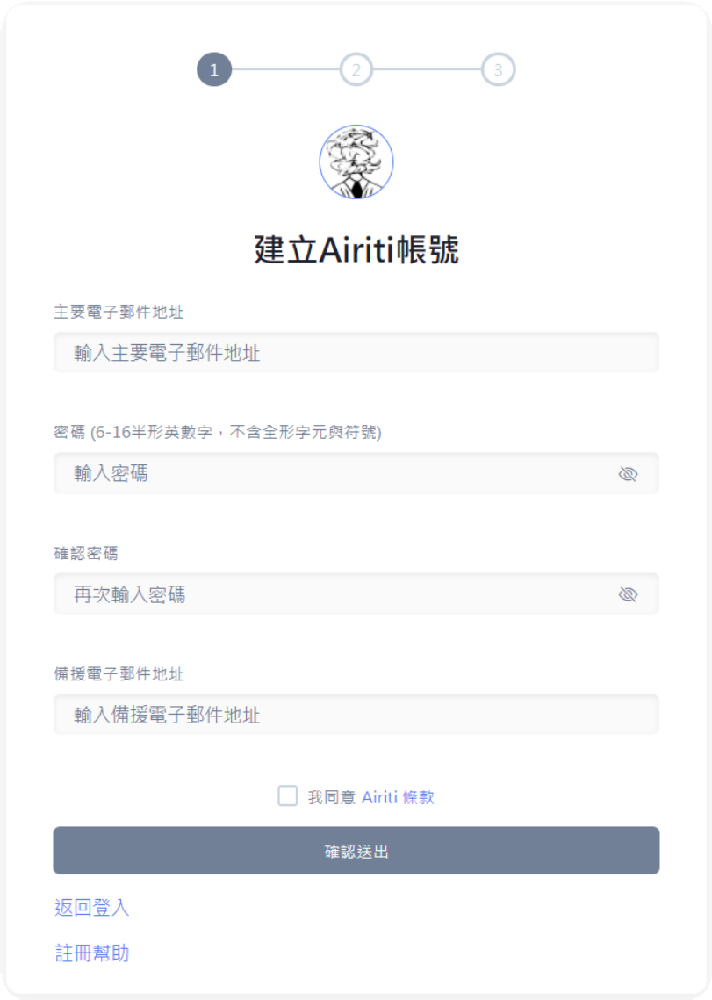 1 2 3
建立Airiti帳號
主要電子郵件地址
輸入主要電子郵件地址
密碼 (6-16半形英數字，不含全形字元與符號)
輸入密碼
確認密碼
再次輸入密碼
備援電子郵件地址
輸入備援電子郵件地址
我同意 Airiti 條款
確認送出
返回登入
註冊幫助